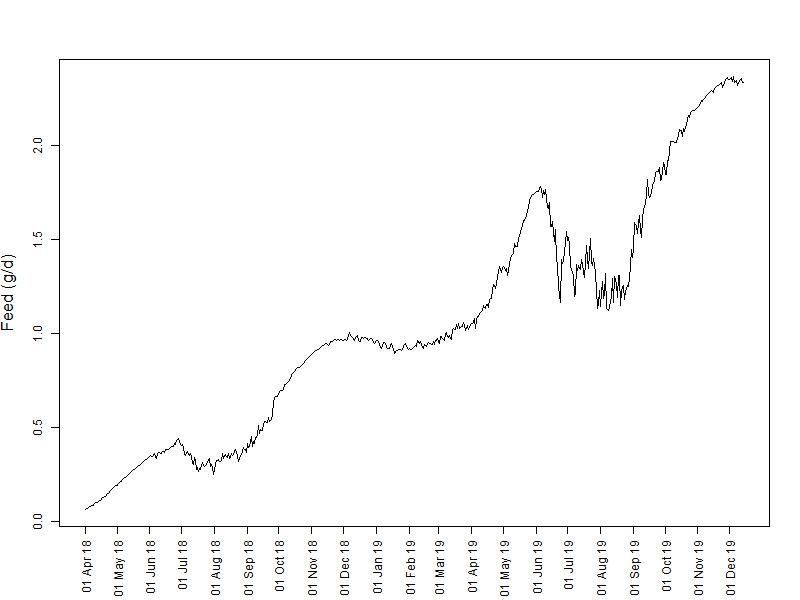 Feed (g/d)
2.0
1.5
1.0
0.5
0.0
01 Apr 18
01 May 18
01 Jun 18
01 Jul 18
01 Aug 18
01 Sep 18
01 Oct 18
01 Nov 18
01 Dec 18
01 Jan 19
01 Feb 19
01 Mar 19
01 Apr 19
01 May 19
01 Jun 19
01 Jul 19
01 Aug 19
01 Sep 19
01 Oct 19
01 Nov 19
01 Dec 19